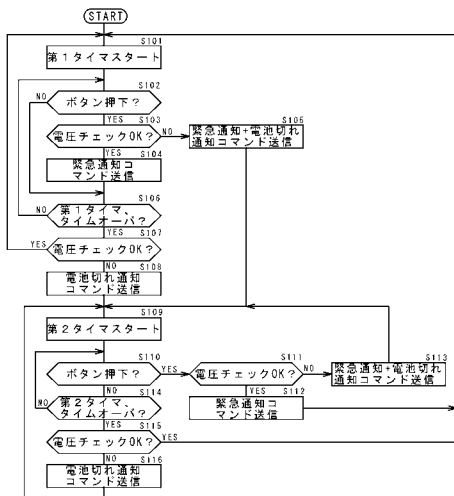 START
S101
第1タイマスタート
S102
ボタン押下?
NO
YES
S103
電圧チェックOK?
NO
S105
緊急通知+電池切れ
通知コマンド送信
YES
S104
緊急通知コ
マンド送信
S106
第1タイマ、
タイムオーバ?
NO
YES
S107
電圧チェックOK?
YES
NO
S108
電池切れ通知
コマンド送信
S109
第2タイマスタート
S110
ボタン押下?
YES
S111
電圧チェックOK?
NO
S113
緊急通知+電池切れ
通知コマンド送信
NO
S114
第2タイマ、
タイムオーバ?
NO
YES
S112
緊急通知コ
マンド送信
YES
S115
電圧チェックOK?
YES
NO
S116
電池切れ通知
コマンド送信